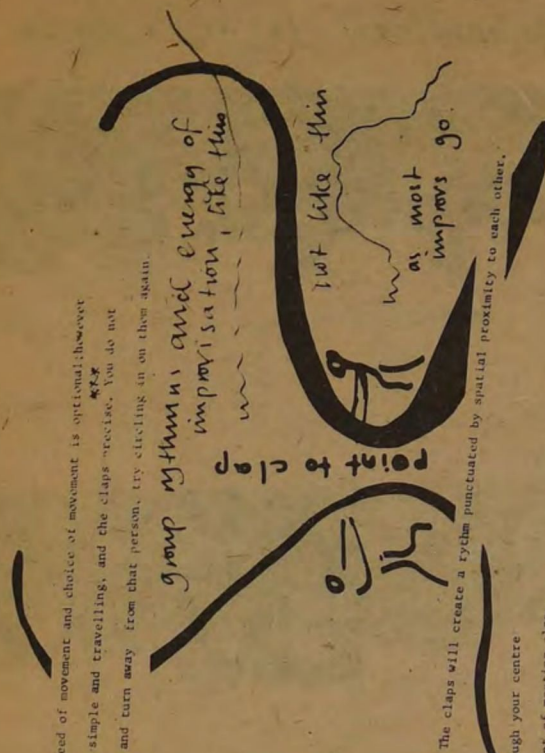 eed of movement and choice of movement is optional;however
simple and travelling, and the claps precise. You do not
and turn away from that person, try circling in on them again.
group rythms and energy of
improvisation, like this
not like this
as most
improvs go.
point to clap
The claps will create a rythm punctuated by spatial proximity to each other.
ugh your centre